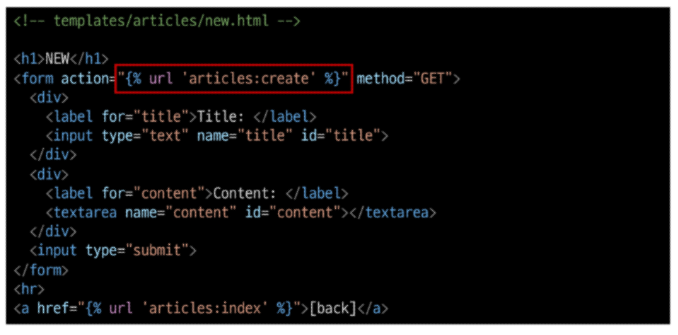 <!-- templates/articles/new.html -->
<h1>NEW</h1>
<form action="{% url 'articles:create' %}" method="GET">
<div>
<label for="title">Title: </label>
<input type="text" name="title" id="title">
</div>
<div>
<label for="content">Content: </label>
<textarea name="content" id="content"></textarea>
</div>
<input type="submit">
</form>
<hr>
<a href="{% url 'articles:index' %}">[back]</a>